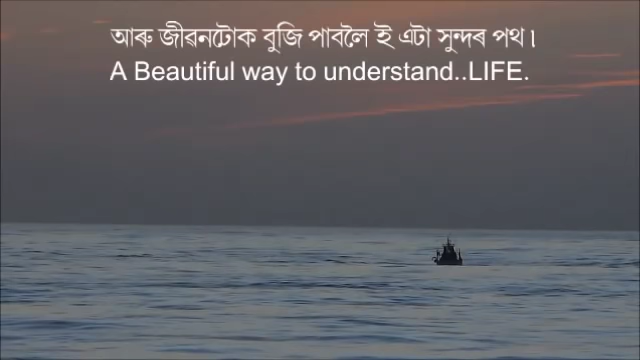 আৰু জীৱনটোক বুজি পাবলৈ ই এটা সুন্দৰ পথ।
A Beautiful way to understand..LIFE.